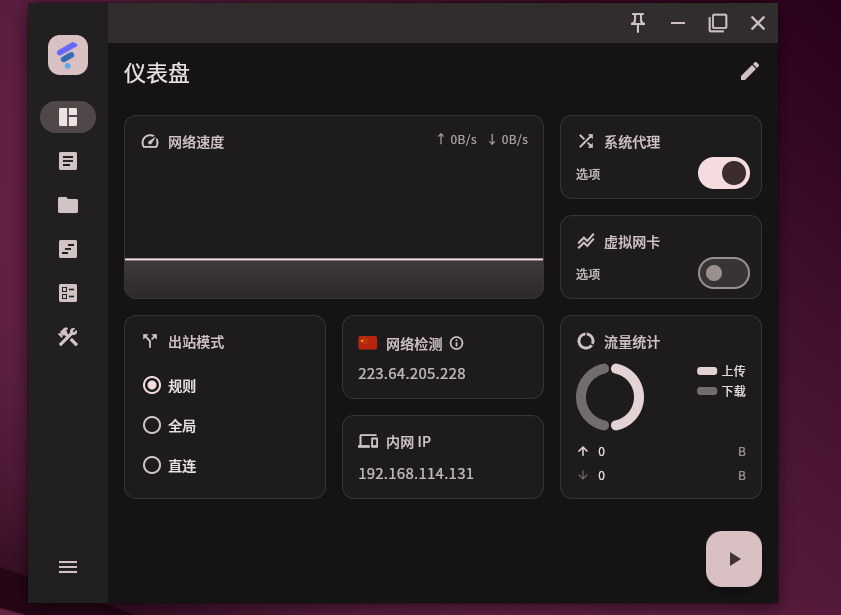 仪表盘
网络速度
↑ 0B/s ↓ 0B/s
系统代理
选项
虚拟网卡
选项
出站模式
规则
全局
直连
网络检测
223.64.205.228
内网 IP
192.168.114.131
流量统计
上传
下载
↑ 0 B
↓ 0 B